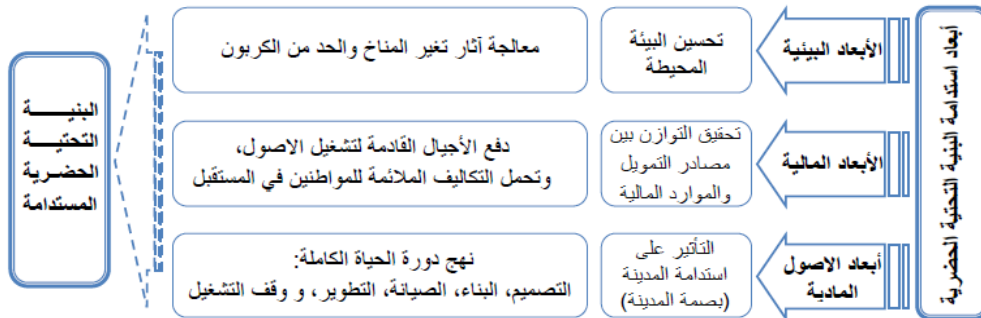 أبعاد استدامة البنية التحتية الحضرية
الأبعاد البيئية
تحسين البيئة
المحيطة
معالجة آثار تغير المناخ والحد من الكربون
الأبعاد المالية
تحقيق التوازن بين
مصادر التمويل
والموارد المالية
دفع الأجيال القادمة لتشغيل الاصول،
وتحمل التكاليف الملائمة للمواطنين في المستقبل
أبعاد الاصول
المادية
التأثير على
استدامة المدينة
(بصمة المدينة)
نهج دورة الحياة الكاملة:
التصميم، البناء، الصيانة، التطوير، و وقف التشغيل
البنيـــــة
التحتيـــة
الحضـرية
المستدامة